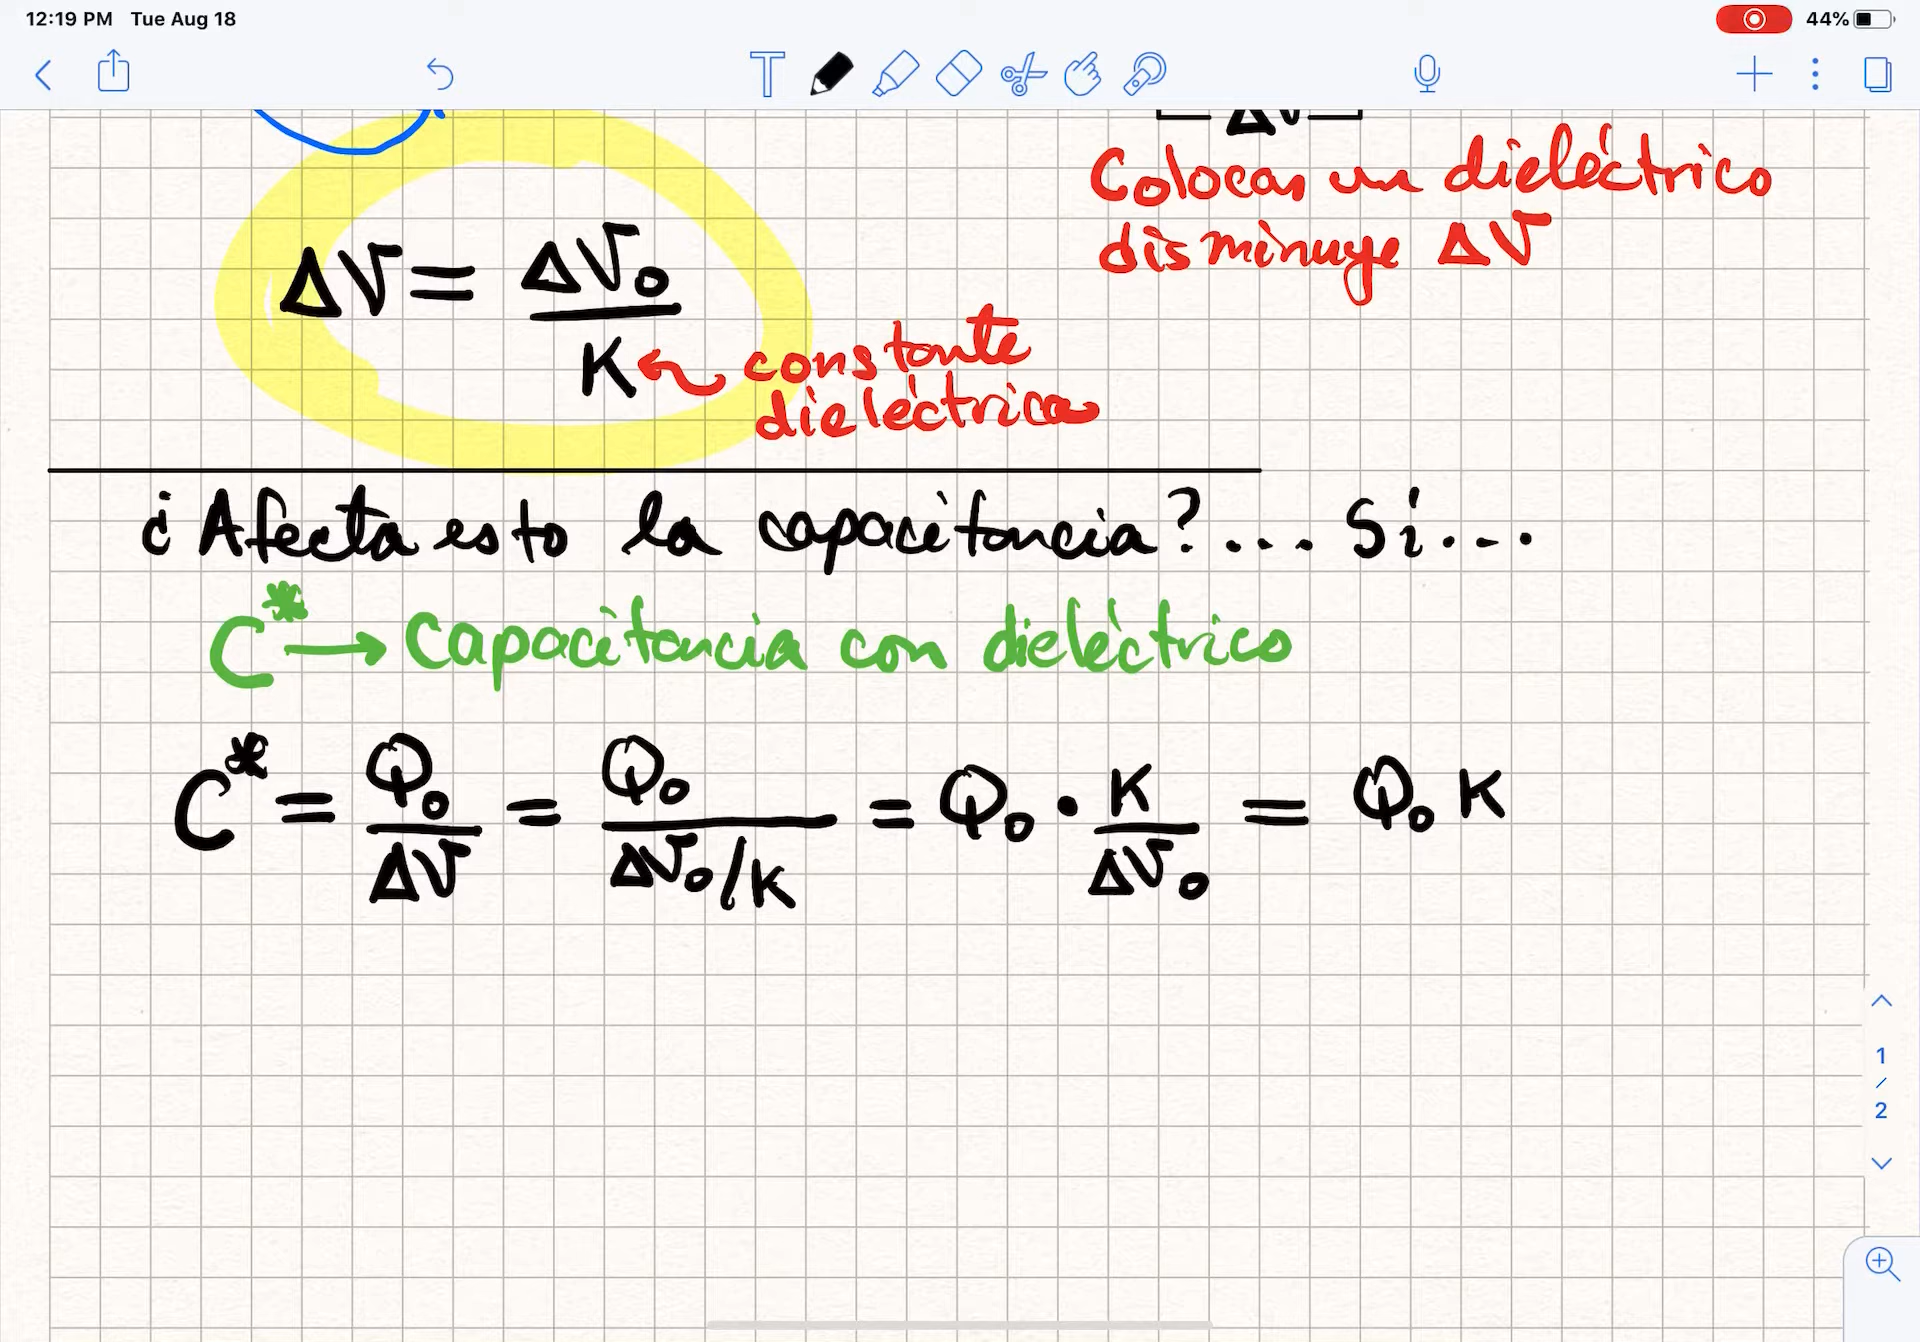 12:19 PM Tue Aug 18
44%
ΔV
Colocar un dieléctrico
disminuye ΔV
ΔV = ΔV₀ / K
constante
dieléctrica
¿Afecta esto la capacitancia?.... Sí...
C* → Capacitancia con dieléctrico
C* = Q₀/ΔV = Q₀/(ΔV₀/K) = Q₀ · K/ΔV₀ = Q₀ K
1
/
2